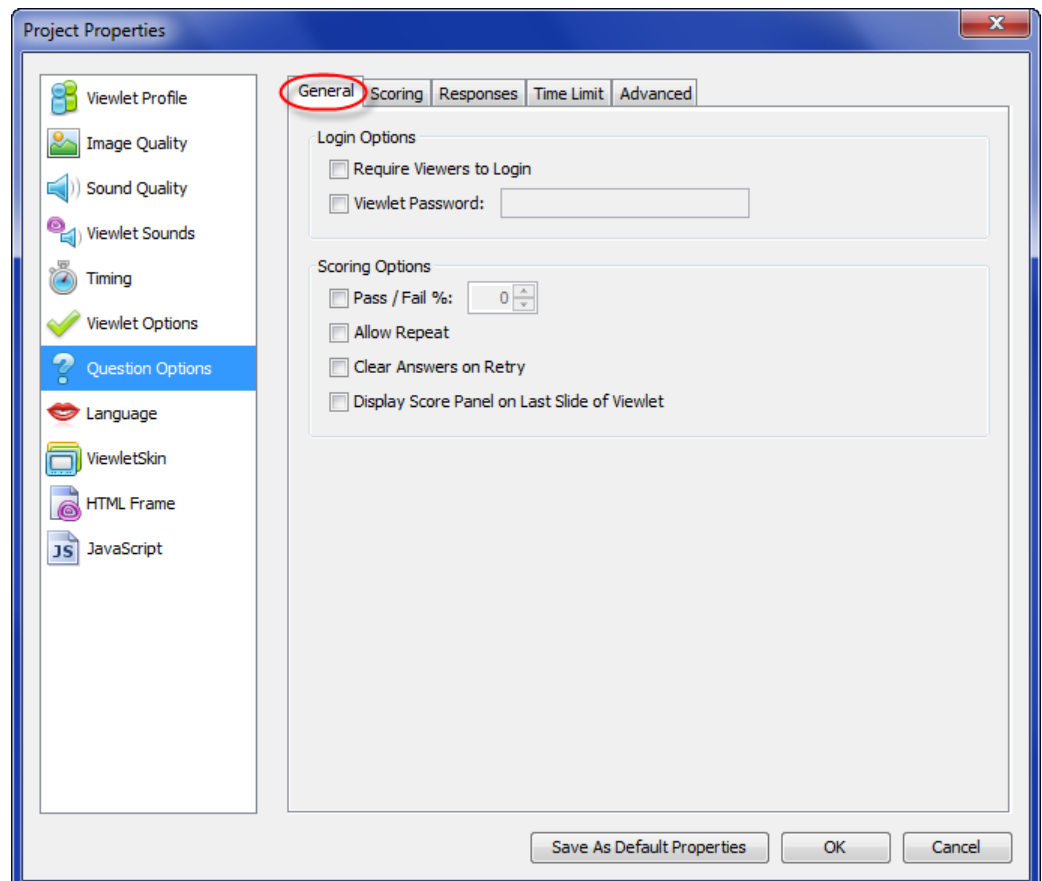 Project Properties
Viewlet Profile
Image Quality
Sound Quality
Viewlet Sounds
Timing
Viewlet Options
Question Options
Language
ViewletSkin
HTML Frame
JS JavaScript
General Scoring Responses Time Limit Advanced
Login Options
Require Viewers to Login
Viewlet Password:
Scoring Options
Pass / Fail %: 0
Allow Repeat
Clear Answers on Retry
Display Score Panel on Last Slide of Viewlet
Save As Default Properties OK Cancel